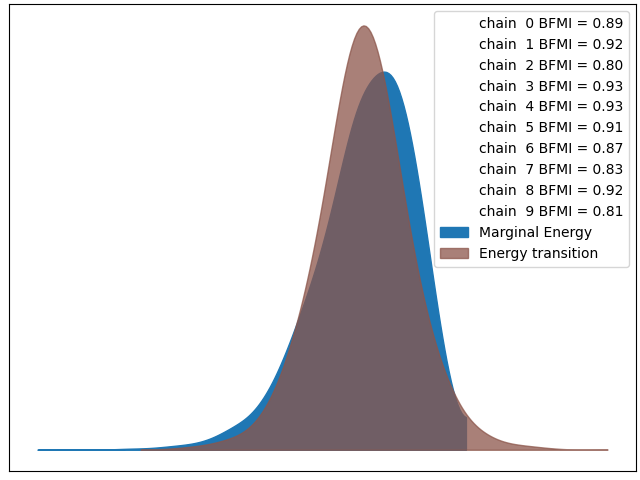 chain  0 BFMI = 0.89
chain  1 BFMI = 0.92
chain  2 BFMI = 0.80
chain  3 BFMI = 0.93
chain  4 BFMI = 0.93
chain  5 BFMI = 0.91
chain  6 BFMI = 0.87
chain  7 BFMI = 0.83
chain  8 BFMI = 0.92
chain  9 BFMI = 0.81
Marginal Energy
Energy transition